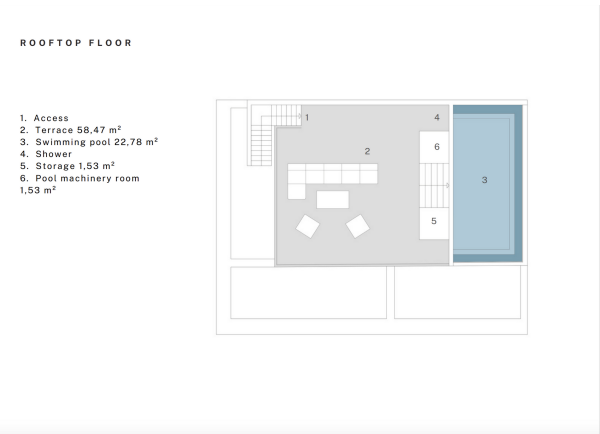 ROOFTOP FLOOR
1. Access
2. Terrace 58,47 m²
3. Swimming pool 22,78 m²
4. Shower
5. Storage 1,53 m²
6. Pool machinery room
1,53 m²
1
4
6
2
3
5